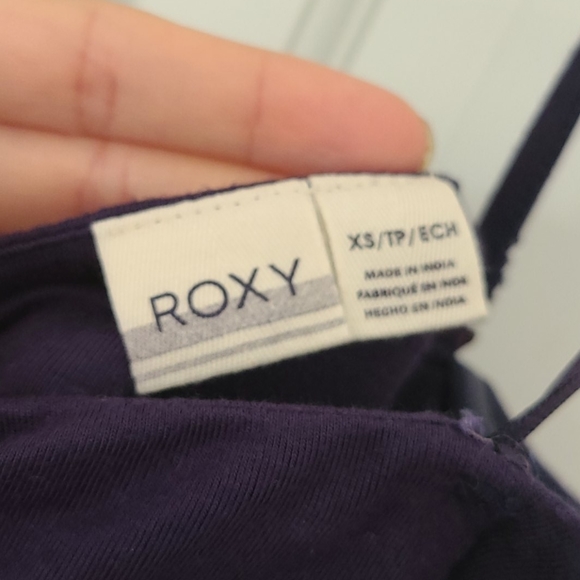 ROXY
XS/TP/ECH
MADE IN INDIA
FABRIQUÉ EN INDE
HECHO EN INDIA